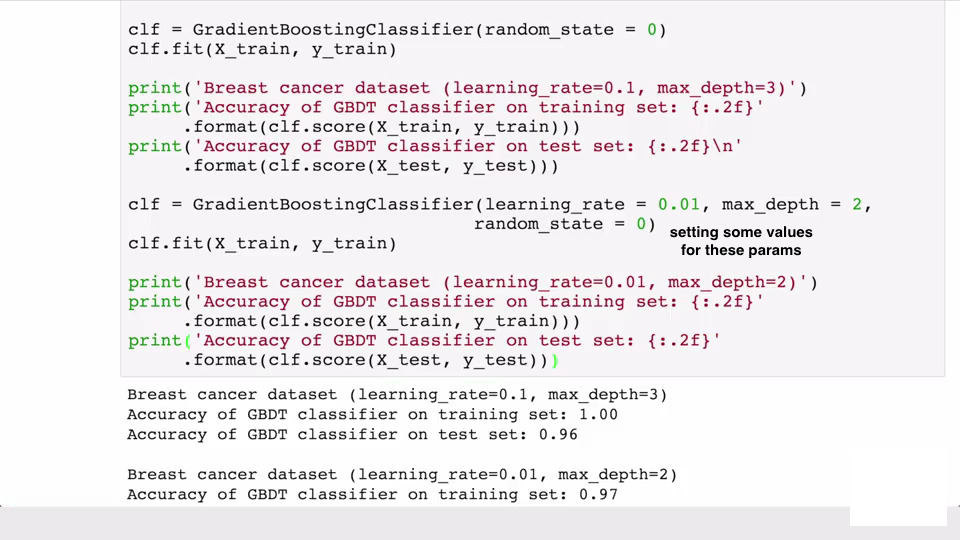 clf = GradientBoostingClassifier(random_state = 0)
clf.fit(X_train, y_train)
print('Breast cancer dataset (learning_rate=0.1, max_depth=3)')
print('Accuracy of GBDT classifier on training set: {:.2f}'
.format(clf.score(X_train, y_train)))
print('Accuracy of GBDT classifier on test set: {:.2f}\n'
.format(clf.score(X_test, y_test)))
clf = GradientBoostingClassifier(learning_rate = 0.01, max_depth = 2,
random_state = 0)
setting some values
for these params
clf.fit(X_train, y_train)
print('Breast cancer dataset (learning_rate=0.01, max_depth=2)')
print('Accuracy of GBDT classifier on training set: {:.2f}'
.format(clf.score(X_train, y_train)))
print('Accuracy of GBDT classifier on test set: {:.2f}'
.format(clf.score(X_test, y_test)))
Breast cancer dataset (learning_rate=0.1, max_depth=3)
Accuracy of GBDT classifier on training set: 1.00
Accuracy of GBDT classifier on test set: 0.96
Breast cancer dataset (learning_rate=0.01, max_depth=2)
Accuracy of GBDT classifier on training set: 0.97